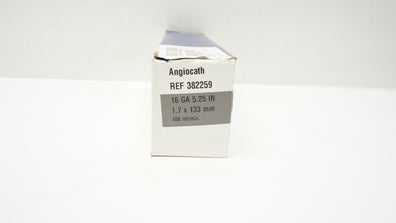 Angiocath
REF 382259
16 GA 5.25 IN
1.7 x 133 mm